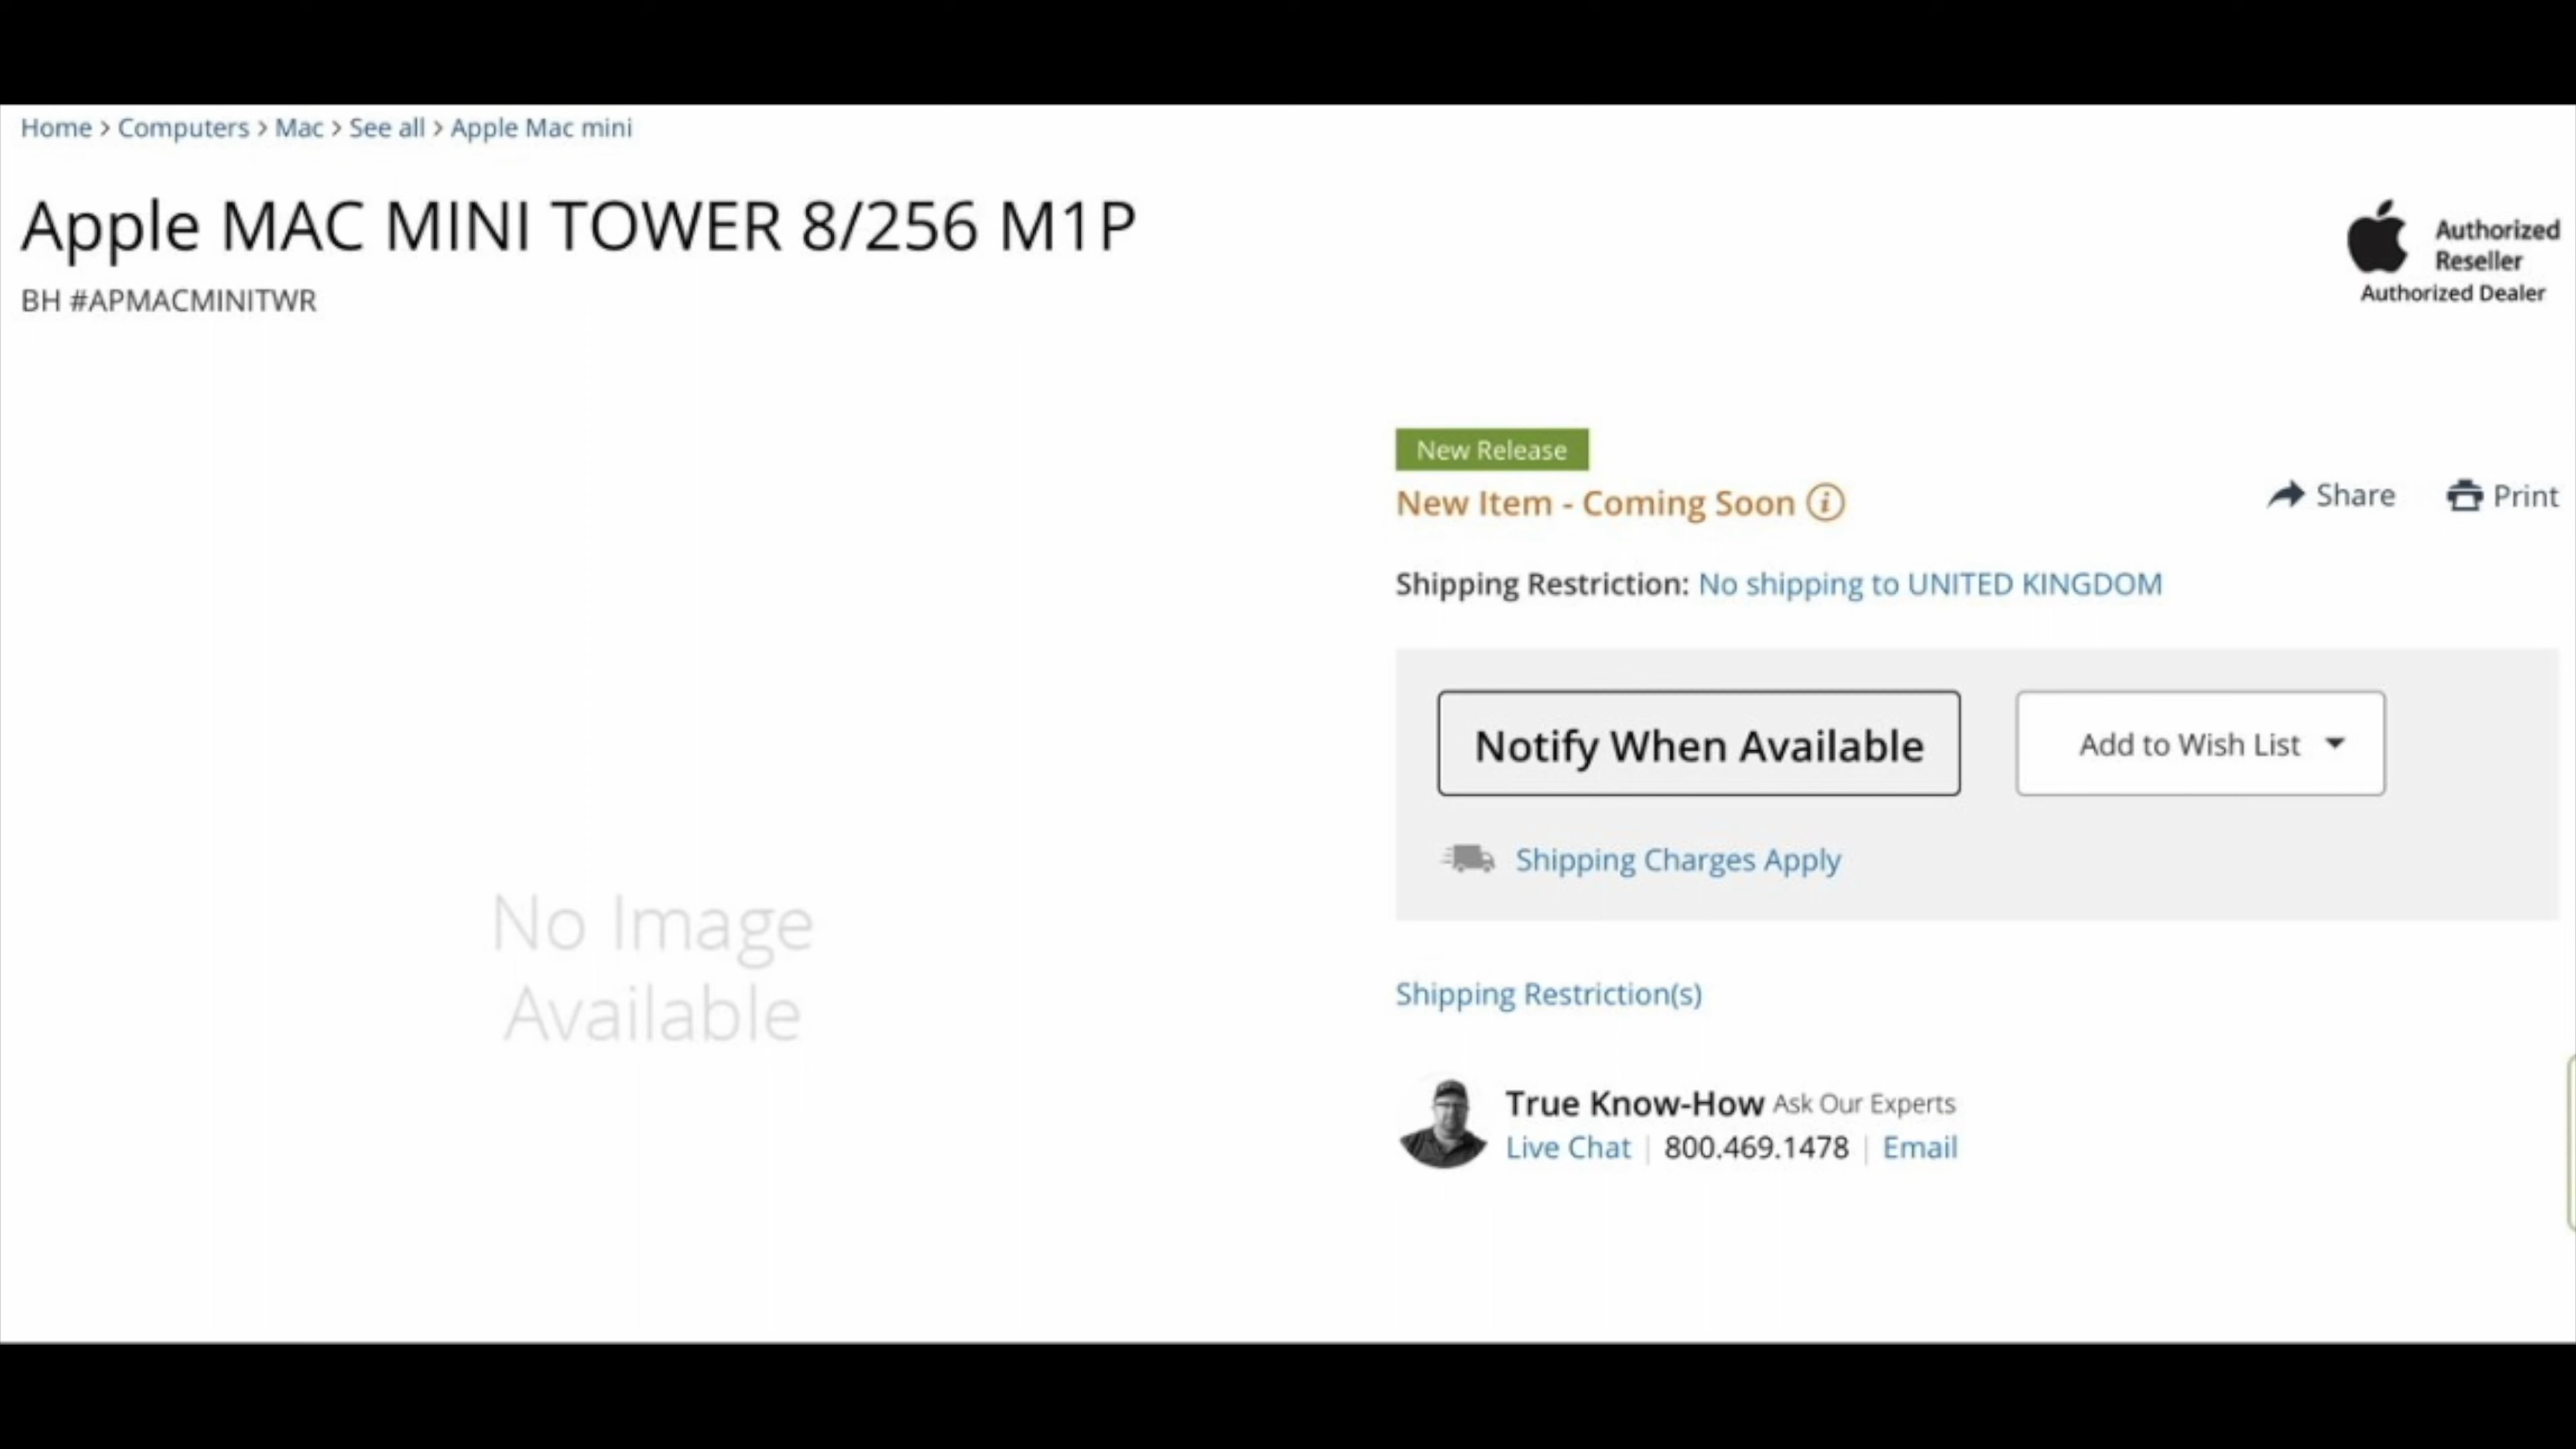 Home > Computers > Mac > See all > Apple Mac mini
Apple MAC MINI TOWER 8/256 M1P
BH #APMACMINITWR
Authorized
Reseller
Authorized Dealer
New Release
New Item - Coming Soon
Share
Print
Shipping Restriction: No shipping to UNITED KINGDOM
Notify When Available
Add to Wish List
Shipping Charges Apply
No Image
Available
Shipping Restriction(s)
True Know-How Ask Our Experts
Live Chat | 800.469.1478 | Email